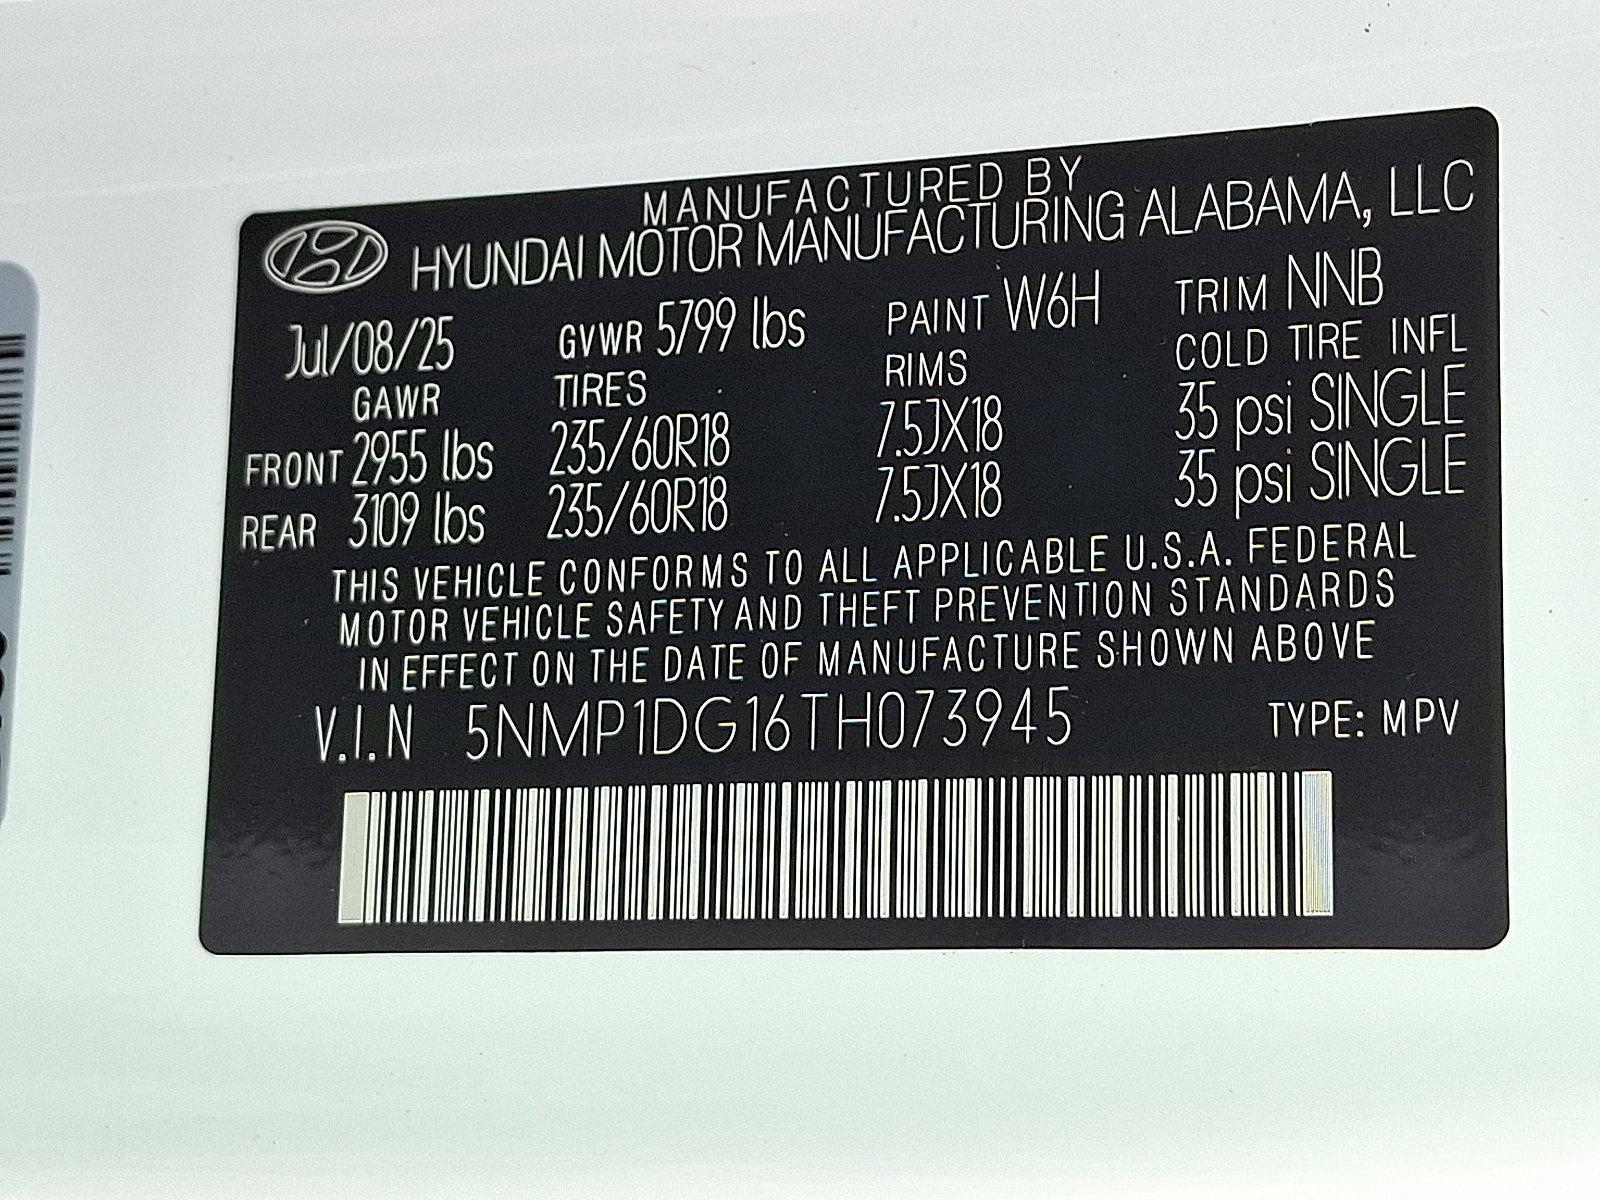 MANUFACTURED BY
HYUNDAI MOTOR MANUFACTURING ALABAMA, LLC
Jul/08/25 GVWR 5799 lbs PAINT W6H TRIM NNB
GAWR TIRES RIMS COLD TIRE INFL
FRONT 2955 lbs 235/60R18 7.5JX18 35 psi SINGLE
REAR 3109 lbs 235/60R18 7.5JX18 35 psi SINGLE
THIS VEHICLE CONFORMS TO ALL APPLICABLE U.S.A. FEDERAL
MOTOR VEHICLE SAFETY AND THEFT PREVENTION STANDARDS
IN EFFECT ON THE DATE OF MANUFACTURE SHOWN ABOVE
V.I.N 5NMP1DG16TH073945 TYPE: MPV